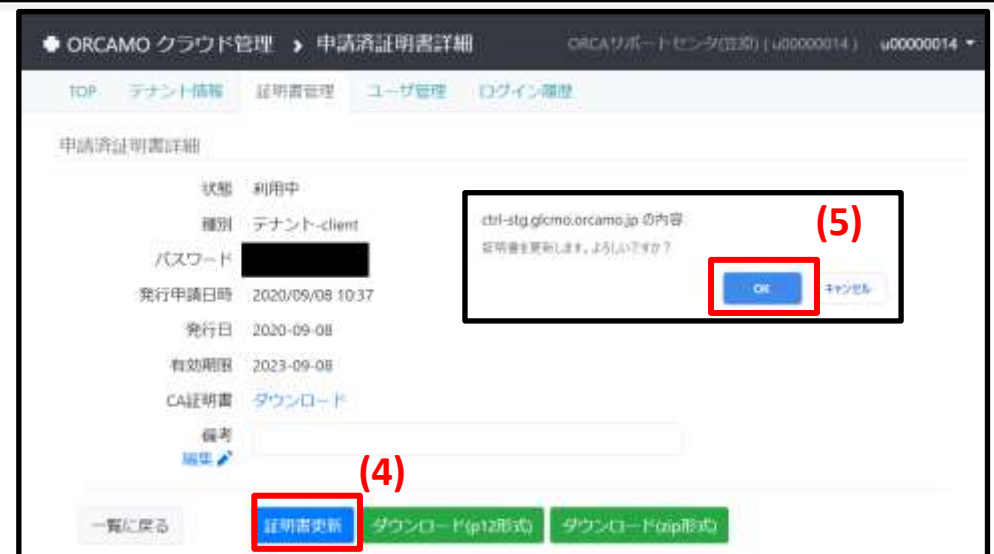 ORCAMO クラウド管理 › 申請済証明書詳細 ORCAサポートセンタ(笠原) (u00000014) u00000014
TOP テナント情報 証明書管理 ユーザ管理 ログイン履歴
申請済証明書詳細
状態 利用中
種別 テナント-client
パスワード
発行申請日時 2020/09/08 10:37
発行日 2020-09-08
有効期限 2023-09-08
CA証明書 ダウンロード
備考
編集
ctrl-stg.glcmo.orcamo.jp の内容
証明書を更新します。よろしいですか？
OK キャンセル
(5)
(4)
一覧に戻る 証明書更新 ダウンロード(p12形式) ダウンロード(zip形式)